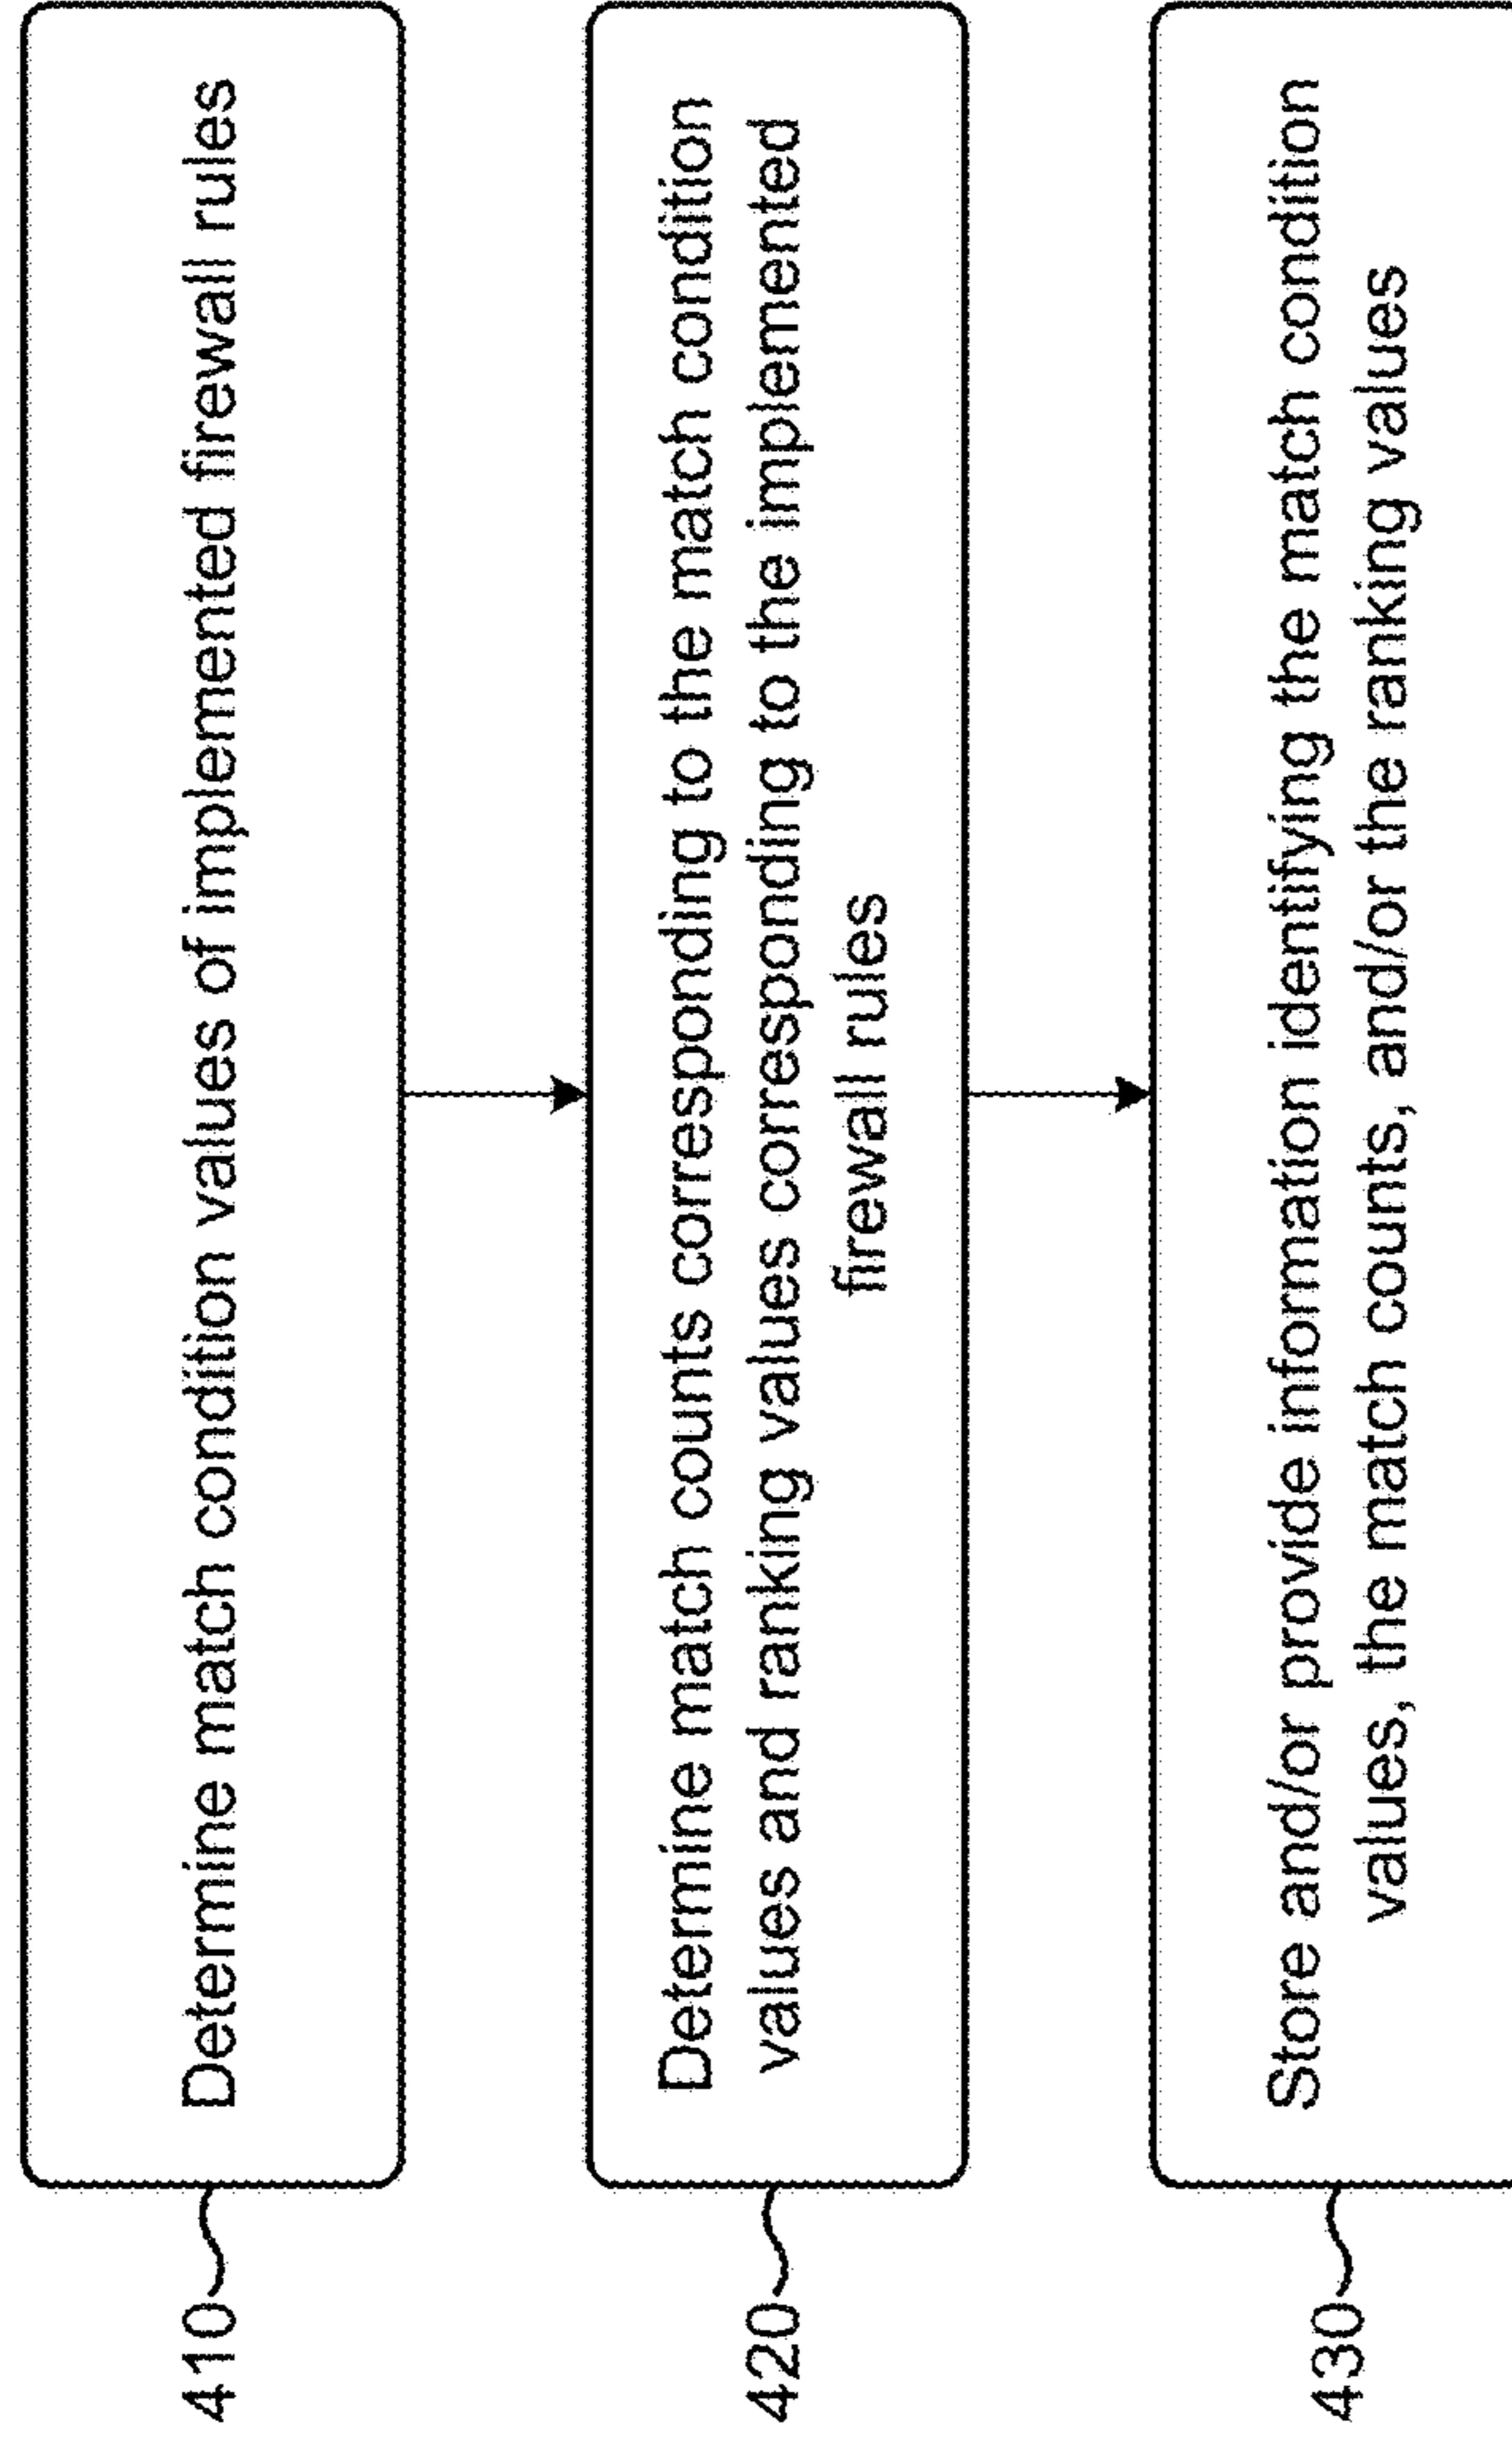 410
Determine match condition values of implemented firewall rules
420
Determine match counts corresponding to the match condition
values and ranking values corresponding to the implemented
firewall rules
430
Store and/or provide information identifying the match condition
values, the match counts, and/or the ranking values